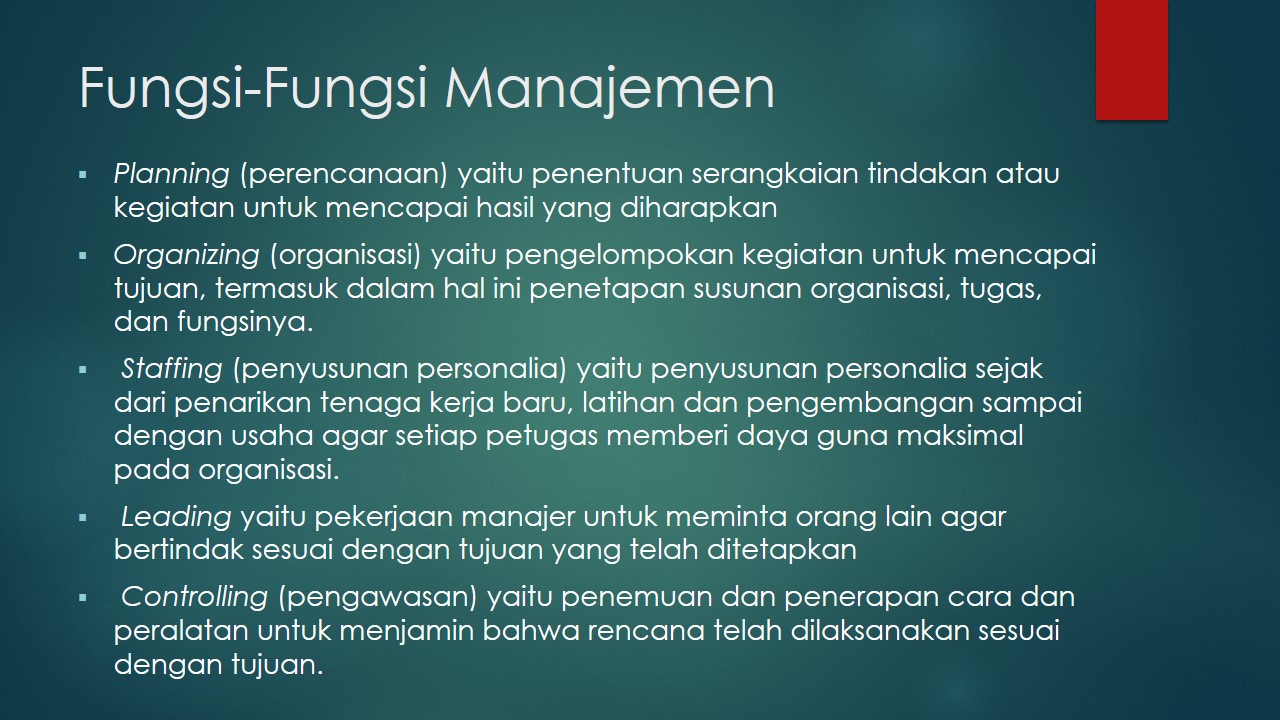 Fungsi-Fungsi Manajemen
▪ Planning (perencanaan) yaitu penentuan serangkaian tindakan atau
kegiatan untuk mencapai hasil yang diharapkan
▪ Organizing (organisasi) yaitu pengelompokan kegiatan untuk mencapai
tujuan, termasuk dalam hal ini penetapan susunan organisasi, tugas,
dan fungsinya.
▪ Staffing (penyusunan personalia) yaitu penyusunan personalia sejak
dari penarikan tenaga kerja baru, latihan dan pengembangan sampai
dengan usaha agar setiap petugas memberi daya guna maksimal
pada organisasi.
▪ Leading yaitu pekerjaan manajer untuk meminta orang lain agar
bertindak sesuai dengan tujuan yang telah ditetapkan
▪ Controlling (pengawasan) yaitu penemuan dan penerapan cara dan
peralatan untuk menjamin bahwa rencana telah dilaksanakan sesuai
dengan tujuan.